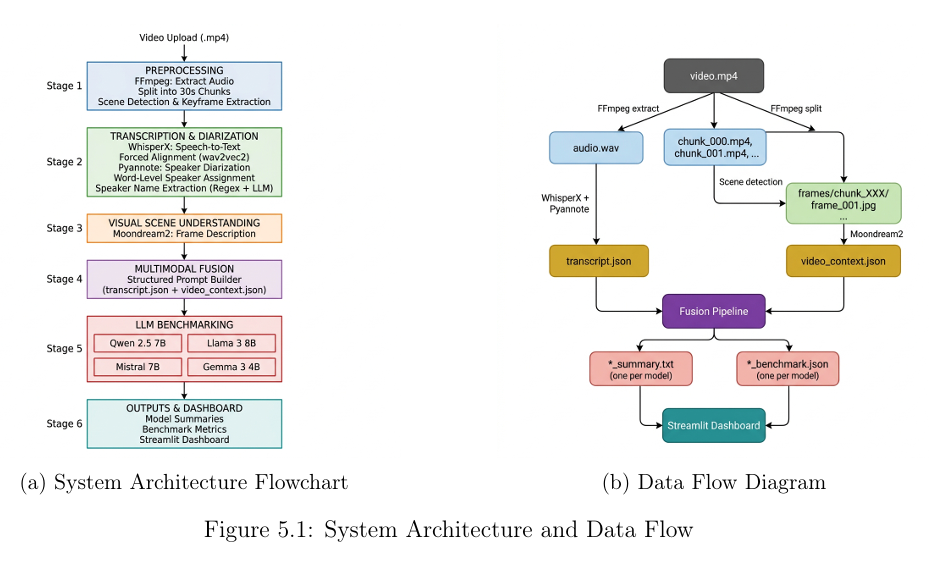 Video Upload (.mp4)
Stage 1
PREPROCESSING
FFmpeg: Extract Audio
Split into 30s Chunks
Scene Detection & Keyframe Extraction
Stage 2
TRANSCRIPTION & DIARIZATION
WhisperX: Speech-to-Text
Forced Alignment (wav2vec2)
Pyannote: Speaker Diarization
Word-Level Speaker Assignment
Speaker Name Extraction (Regex + LLM)
Stage 3
VISUAL SCENE UNDERSTANDING
Moondream2: Frame Description
Stage 4
MULTIMODAL FUSION
Structured Prompt Builder
(transcript.json + video_context.json)
Stage 5
LLM BENCHMARKING
Qwen 2.5 7B
Llama 3 8B
Mistral 7B
Gemma 3 4B
Stage 6
OUTPUTS & DASHBOARD
Model Summaries
Benchmark Metrics
Streamlit Dashboard
(a) System Architecture Flowchart
video.mp4
FFmpeg extract
FFmpeg split
audio.wav
chunk_000.mp4,
chunk_001.mp4, ...
Scene detection
frames/chunk_XXX/
frame_001.jpg
...
WhisperX +
Pyannote
Moondream2
transcript.json
video_context.json
Fusion Pipeline
*_summary.txt
(one per model)
*_benchmark.json
(one per model)
Streamlit Dashboard
(b) Data Flow Diagram
Figure 5.1: System Architecture and Data Flow